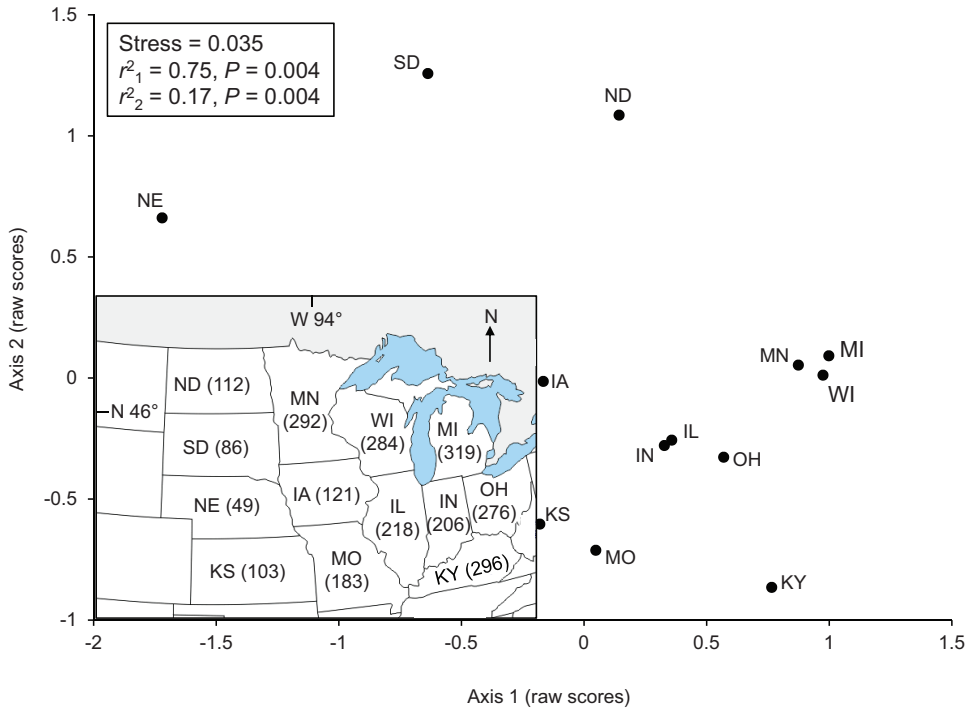 1.5
1
0.5
0
-0.5
-1
Axis 2 (raw scores)
Stress = 0.035
r²₁ = 0.75, P = 0.004
r²₂ = 0.17, P = 0.004
SD
ND
NE
MN
MI
WI
IA
IL
IN
OH
KS
MO
KY
W 94°
N
N 46°
ND (112)
MN
(292)
WI
(284)
MI
(319)
SD (86)
NE (49)
IA (121)
IL
(218)
IN
(206)
OH
(276)
KS (103)
MO
(183)
KY (296)
-2
-1.5
-1
-0.5
0
0.5
1
1.5
Axis 1 (raw scores)